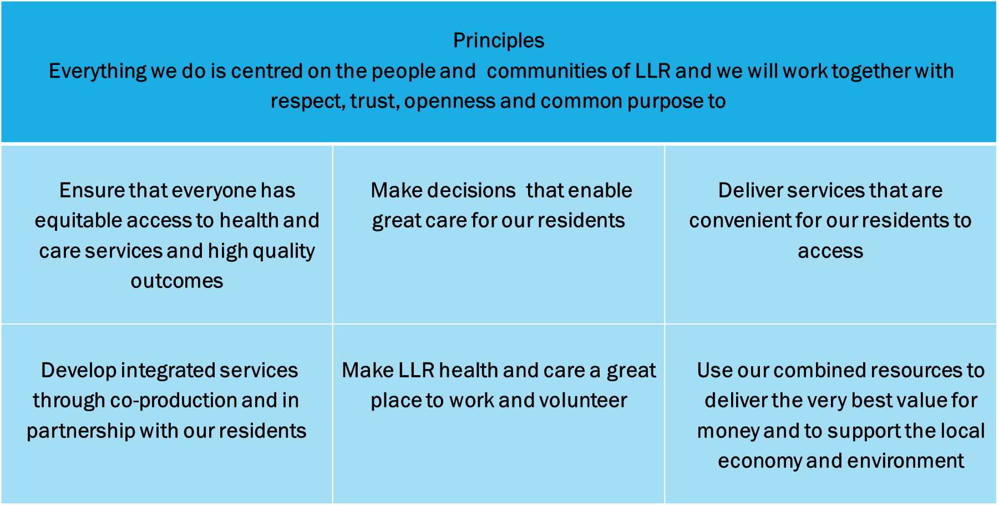 Principles
Everything we do is centred on the people and communities of LLR and we will work together with
respect, trust, openness and common purpose to
Ensure that everyone has
equitable access to health and
care services and high quality
outcomes
Make decisions that enable
great care for our residents
Deliver services that are
convenient for our residents to
access
Develop integrated services
through co-production and in
partnership with our residents
Make LLR health and care a great
place to work and volunteer
Use our combined resources to
deliver the very best value for
money and to support the local
economy and environment